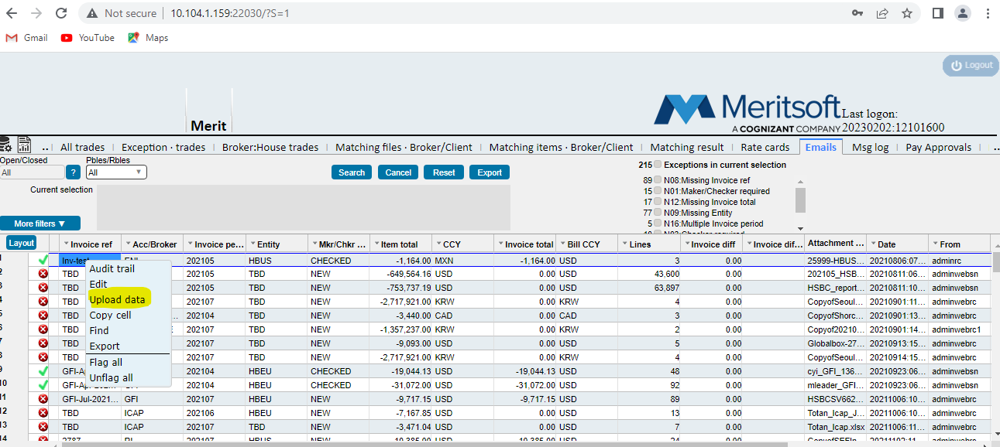 Not secure | 10.104.1.159:22030/?S=1
Gmail YouTube Maps
Logout
Merit
Meritsoft
A COGNIZANT COMPANY
Last logon:
20230202:12101600
.. All trades Exception · trades Broker:House trades Matching files · Broker/Client Matching items · Broker/Client Matching result Rate cards Emails Msg log Pay Approvals ..
Open/Closed Pbles/Rbles
All ? All
Search Cancel Reset Export
Current selection
More filters ▼
215 Exceptions in current selection
89 N08:Missing Invoice ref
15 N01:Maker/Checker required
17 N12:Missing Invoice total
77 N09:Missing Entity
5 N16:Multiple Invoice period
Layout Invoice ref Acc/Broker Invoice pe... Entity Mkr/Chkr ... Item total CCY Invoice total Bill CCY Lines Invoice diff Invoice dif... Attachment ... Date From
1 202105 HBUS CHECKED -1,164.00 MXN -1,164.00 USD 3 0.00 25999-HBUS... 20210806:07... adminrc
2 TBD 202105 TBD NEW -649,564.16 USD 0.00 USD 43,600 0.00 202105_HSB... 20210811:06... adminwebsn
3 TBD 202105 TBD NEW -753,737.19 USD 0.00 USD 63,897 0.00 HSBC_report... 20210811:10... adminwebsn
4 TBD 202107 TBD NEW -2,717,921.00 KRW 0.00 KRW 4 0.00 CopyofSeoul... 20210901:11... adminwebrc
5 TBD ... 202104 TBD NEW -3,440.00 CAD 0.00 CAD 3 0.00 CopyofShorc... 20210901:13... adminwebrc
6 TBD 202107 TBD NEW -1,357,237.00 KRW 0.00 KRW 2 0.00 Copyof20210... 20210901:14... adminwebrc1
7 TBD 202107 TBD NEW -9,093.00 USD 0.00 USD 5 0.00 Globalbox-27... 20210913:15... adminwebrc
8 TBD 202107 TBD NEW -2,717,921.00 KRW 0.00 KRW 4 0.00 CopyofSeoul... 20210914:15... adminwebrc
9 202104 HBEU CHECKED -19,044.13 USD -19,044.13 USD 48 0.00 cyi_GFI_136... 20210923:06... adminwebsn
10 202104 HBEU CHECKED -31,072.00 USD -31,072.00 USD 92 0.00 mleader_GFI... 20210923:06... adminwebsn
11 GFI-Jul-2021... GFI 202107 HBEU NEW -9,717.15 USD -9,717.15 USD 89 0.00 HSBCSV662... 20211006:10... adminwebrc
12 TBD ICAP 202106 HBEU NEW -7,167.85 USD 0.00 USD 13 0.00 Totan_Icap_J... 20211006:10... adminwebrc
13 TBD ICAP 202107 TBD NEW -3,471.04 USD 0.00 USD 7 0.00 Totan_Icap.xlsx 20211006:11... adminwebrc
Audit trail
Edit
Upload data
Copy cell
Find
Export
Flag all
Unflag all